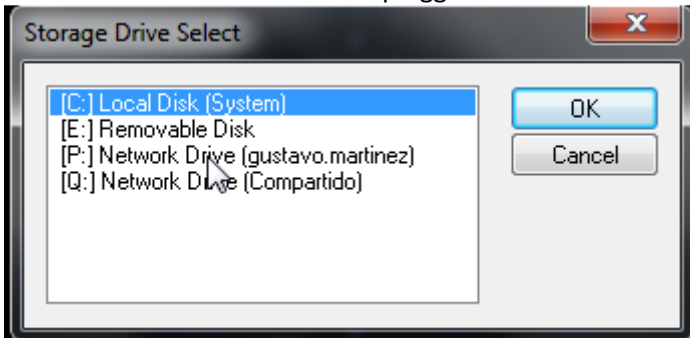 Storage Drive Select
[C:] Local Disk (System)
[E:] Removable Disk
[P:] Network Drive (gustavo.martinez)
[Q:] Network Drive (Compartido)
OK
Cancel